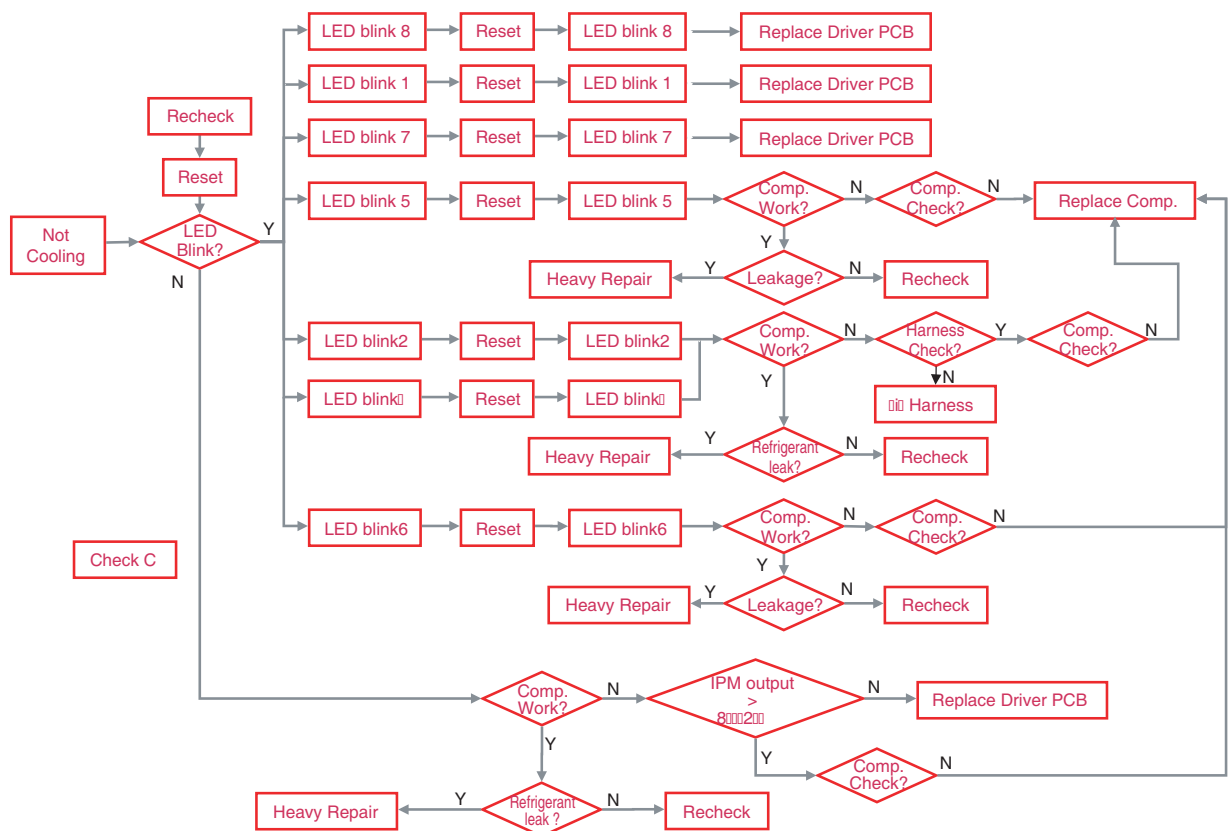 LED blink 8
Reset
LED blink 8
Replace Driver PCB
LED blink 1
Reset
LED blink 1
Replace Driver PCB
Recheck
LED blink 7
Reset
LED blink 7
Replace Driver PCB
Reset
LED blink 5
Reset
LED blink 5
Comp.
Work?
N
Comp.
Check?
N
Replace Comp.
Not
Cooling
LED
Blink?
Y
N
Y
Heavy Repair
Y
Leakage?
N
Recheck
LED blink2
Reset
LED blink2
Comp.
Work?
N
Harness
Check?
Y
Comp.
Check?
N
Y
N
LED blink
Reset
LED blink
Harness
Heavy Repair
Y
Refrigerant
leak?
N
Recheck
LED blink6
Reset
LED blink6
Comp.
Work?
N
Comp.
Check?
N
Check C
Y
Heavy Repair
Y
Leakage?
N
Recheck
Comp.
Work?
N
IPM output
>
N
Replace Driver PCB
Y
Y
Comp.
Check?
N
Heavy Repair
Y
Refrigerant
leak ?
N
Recheck